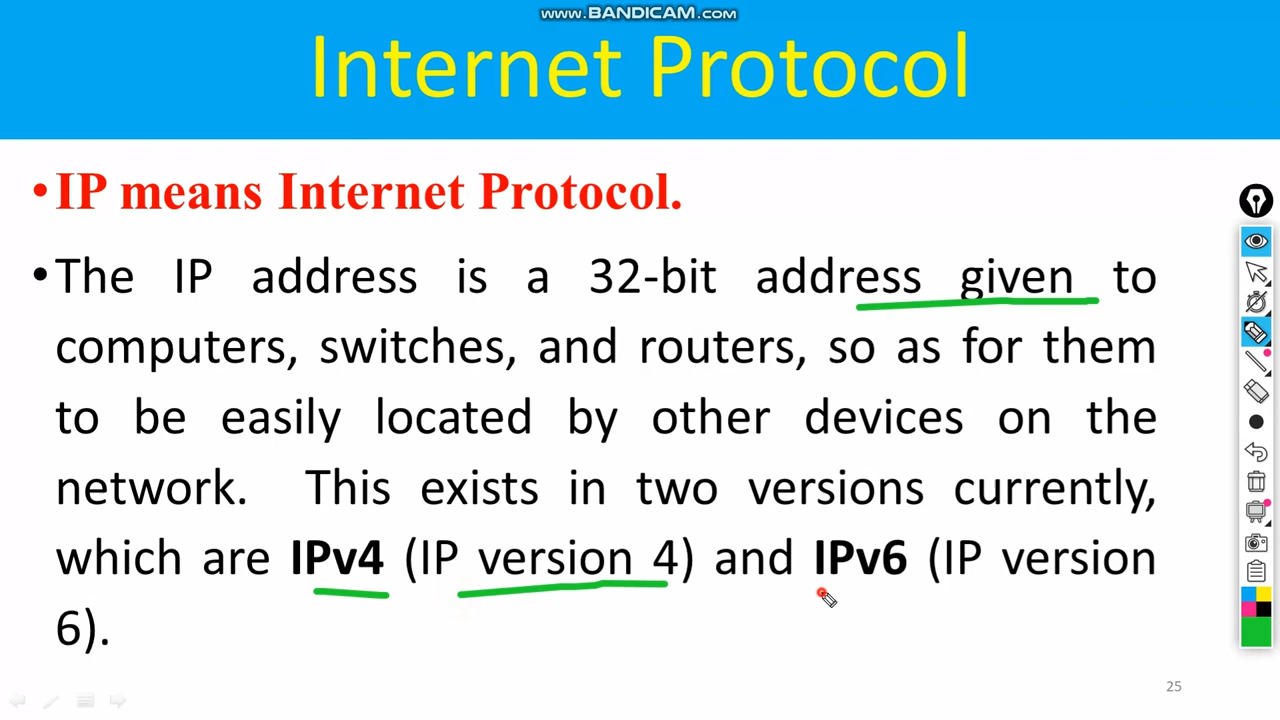 www.BANDICAM.com
Internet Protocol
•IP means Internet Protocol.
•The IP address is a 32-bit address given to
computers, switches, and routers, so as for them
to be easily located by other devices on the
network. This exists in two versions currently,
which are IPv4 (IP version 4) and IPv6 (IP version
6).
25